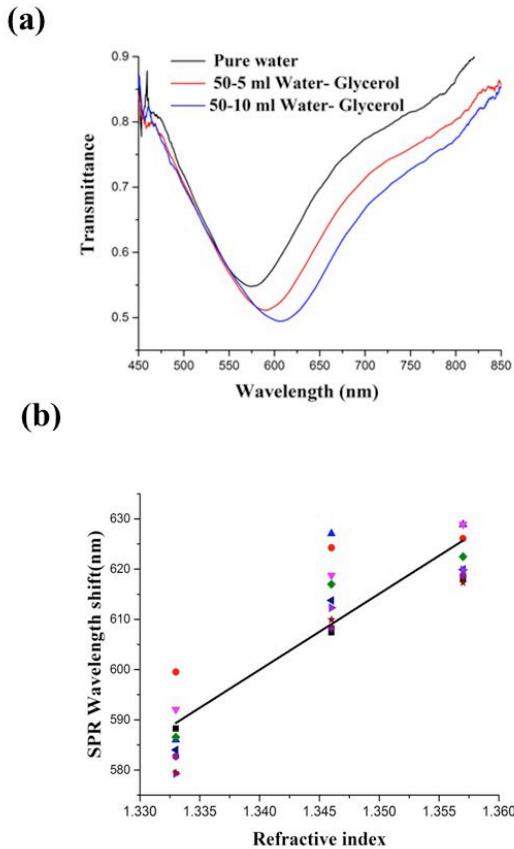 (a)
0.9
0.8
0.7
0.6
0.5
Transmittance
Pure water
50-5 ml Water- Glycerol
50-10 ml Water- Glycerol
450 500 550 600 650 700 750 800 850
Wavelength (nm)
(b)
630
620
610
600
590
580
SPR Wavelength shift(nm)
1.330 1.335 1.340 1.345 1.350 1.355 1.360
Refractive index